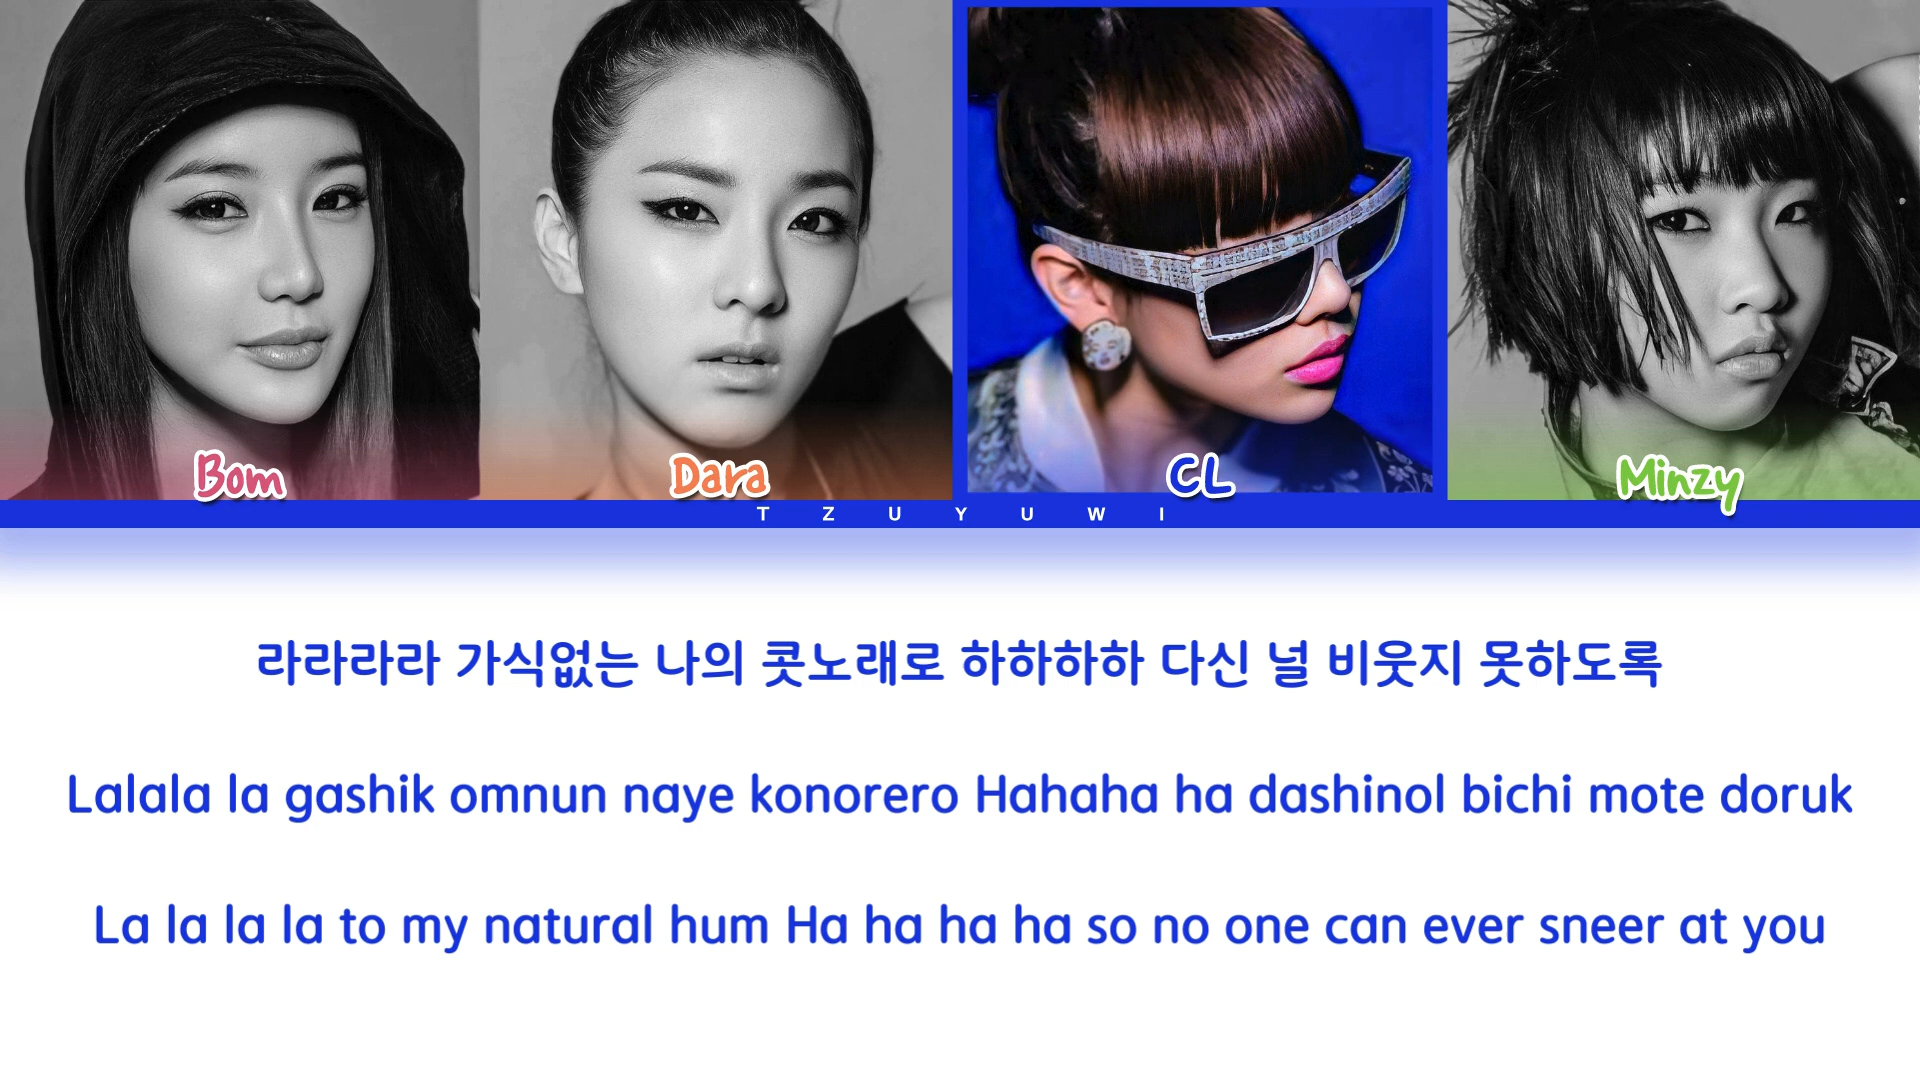 Bom
Dara
CL
Minzy
TZUYUWI
라라라라 가식없는 나의 콧노래로 하하하하 다신 널 비웃지 못하도록
Lalala la gashik omnun naye konorero Hahaha ha dashinol bichi mote doruk
La la la la to my natural hum Ha ha ha ha so no one can ever sneer at you